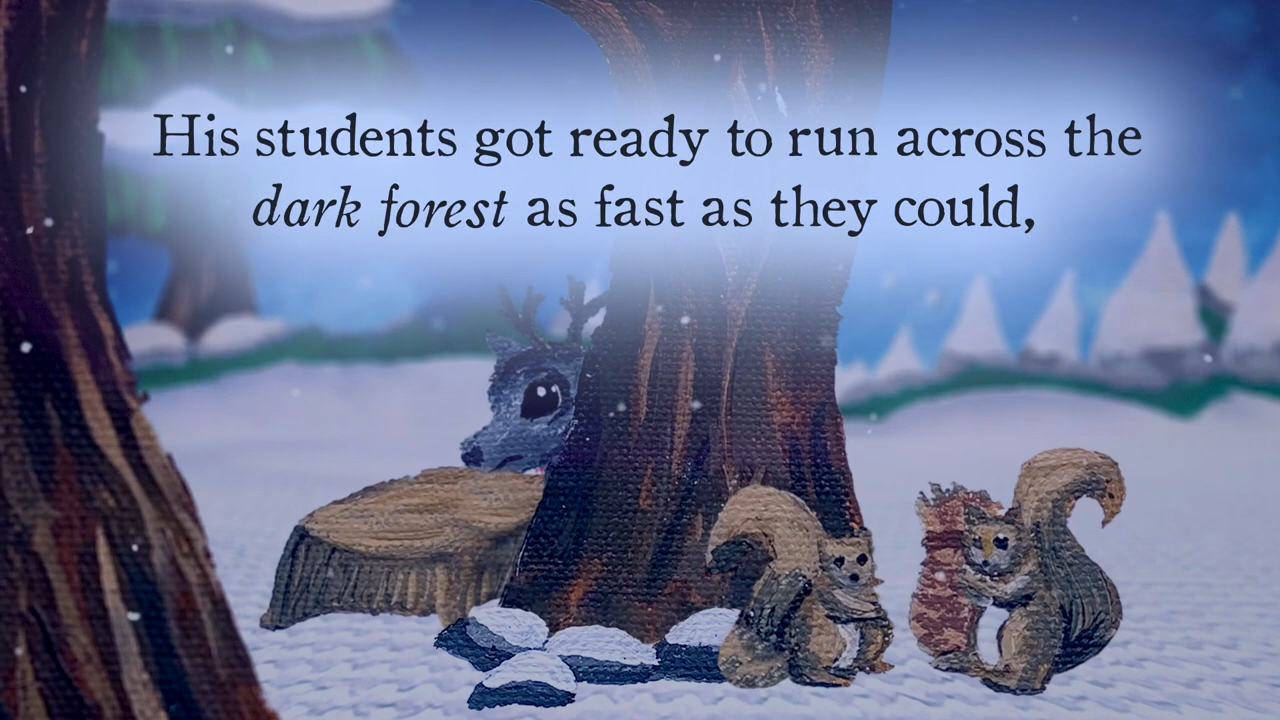 His students got ready to run across the
dark forest as fast as they could,